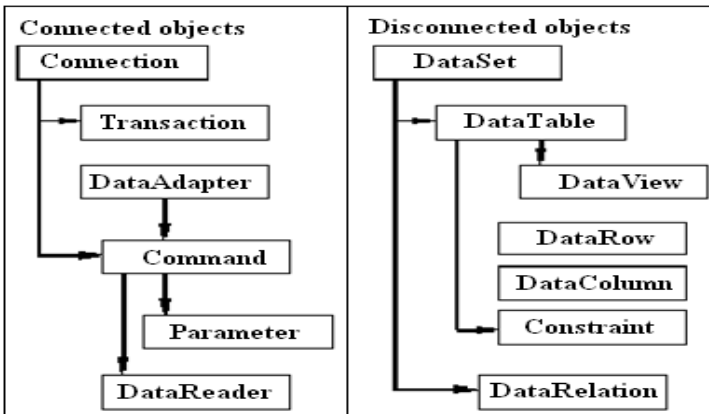 Connected objects
Connection
Transaction
DataAdapter
Command
Parameter
DataReader
Disconnected objects
DataSet
DataTable
DataView
DataRow
DataColumn
Constraint
DataRelation